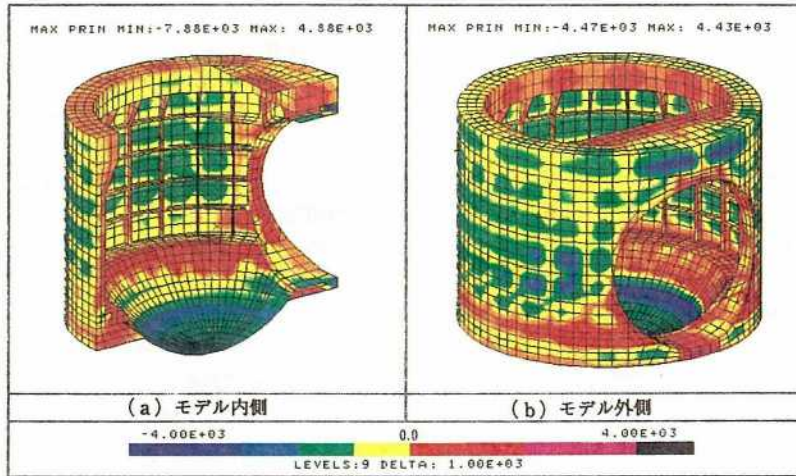 MAX PRIN MIN:-7.88E+03 MAX: 4.88E+03
MAX PRIN MIN:-4.47E+03 MAX: 4.43E+03
(a) モデル内側
(b) モデル外側
-4.00E+03 0.0 4.00E+03
LEVELS:9 DELTA: 1.00E+03